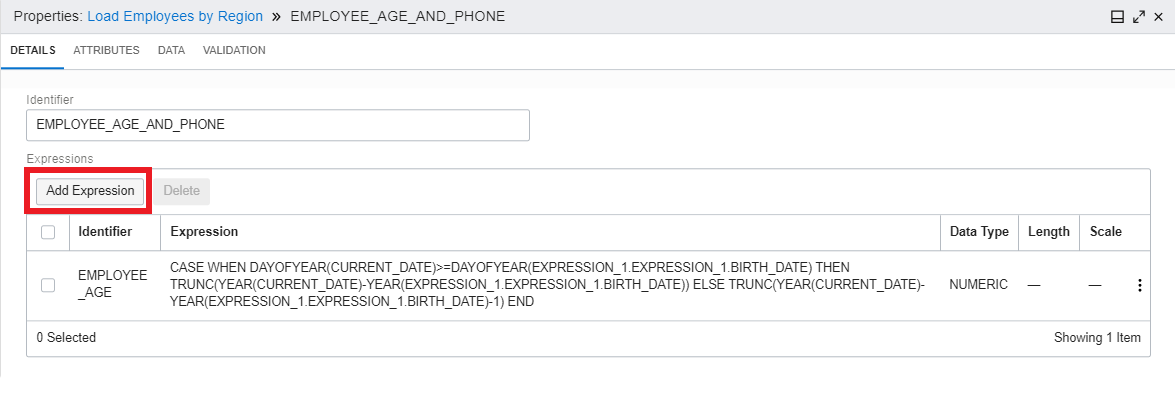 Properties: Load Employees by Region » EMPLOYEE_AGE_AND_PHONE
DETAILS ATTRIBUTES DATA VALIDATION
Identifier
EMPLOYEE_AGE_AND_PHONE
Expressions
Add Expression Delete
Identifier Expression Data Type Length Scale
EMPLOYEE
_AGE
CASE WHEN DAYOFYEAR(CURRENT_DATE)>=DAYOFYEAR(EXPRESSION_1.EXPRESSION_1.BIRTH_DATE) THEN
TRUNC(YEAR(CURRENT_DATE)-YEAR(EXPRESSION_1.EXPRESSION_1.BIRTH_DATE)) ELSE TRUNC(YEAR(CURRENT_DATE)-
YEAR(EXPRESSION_1.EXPRESSION_1.BIRTH_DATE)-1) END
NUMERIC — —
0 Selected Showing 1 Item